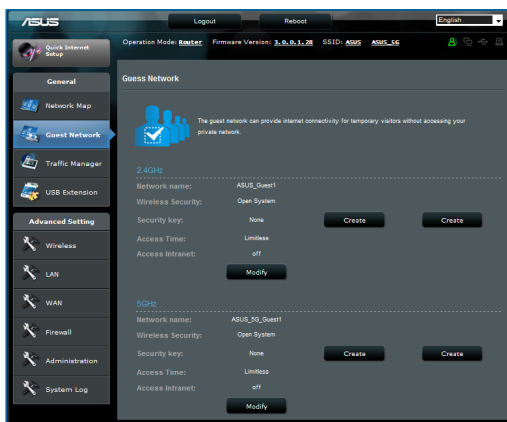 ASUS
Logout
Reboot
English
Quick Internet Setup
Operation Mode: Router Firmware Version: 3.0.0.1.28 SSID: ASUS ASUS_5G
General
Network Map
Guest Network
Traffic Manager
USB Extension
Advanced Setting
Wireless
LAN
WAN
Firewall
Administration
System Log
Guess Network
The guest network can provide internet connectivity for temporary visitors without accessing your
private network.
2.4GHz
Network name: ASUS_Guest1
Wireless Security: Open System
Security key: None Create Create
Access Time: Limitless
Access Intranet: off
Modify
5GHz
Network name: ASUS_5G_Guest1
Wireless Security: Open System
Security key: None Create Create
Access Time: Limitless
Access Intranet: off
Modify